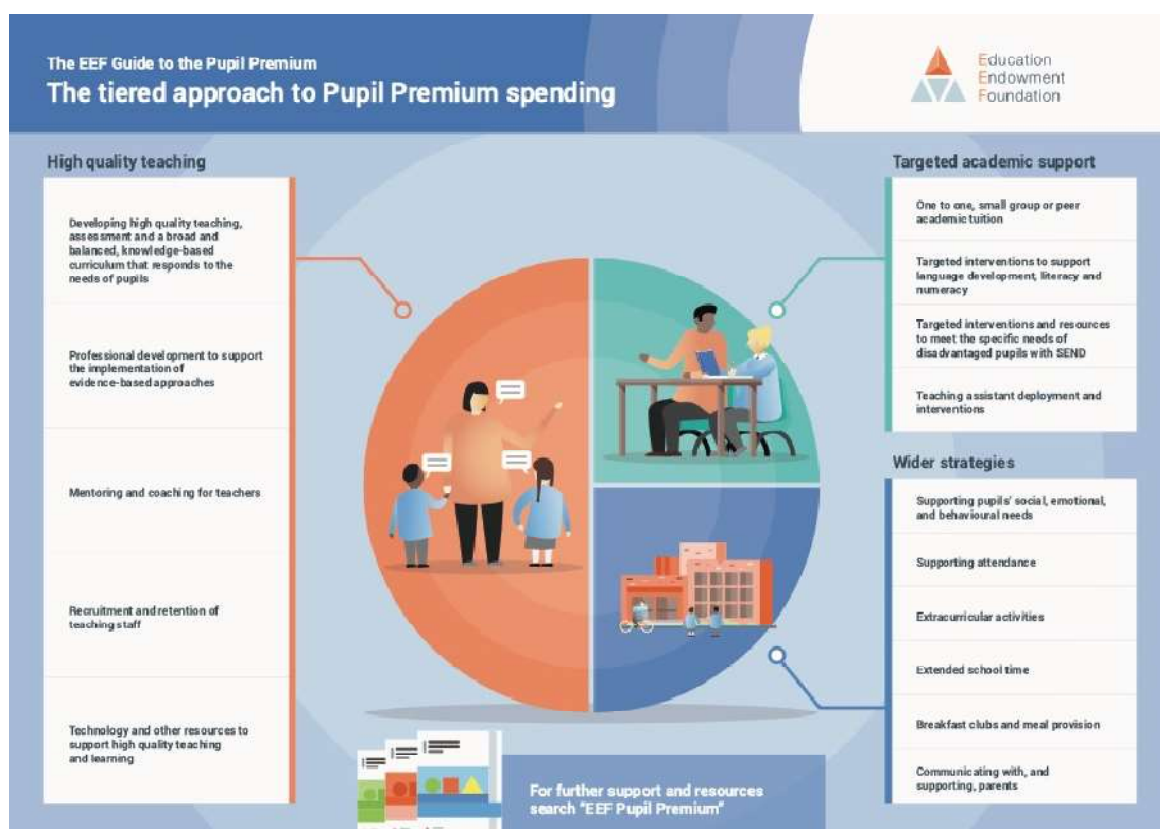 The EEF Guide to the Pupil Premium
The tiered approach to Pupil Premium spending
Education
Endowment
Foundation
High quality teaching
Developing high quality teaching,
assessment and a broad and
balanced, knowledge-based
curriculum that responds to the
needs of pupils
Professional development to support
the implementation of
evidence-based approaches
Mentoring and coaching for teachers
Recruitment and retention of
teaching staff
Technology and other resources to
support high quality teaching
and learning
Targeted academic support
One to one, small group or peer
academic tuition
Targeted interventions to support
language development, literacy and
numeracy
Targeted interventions and resources
to meet the specific needs of
disadvantaged pupils with SEND
Teaching assistant deployment and
interventions
Wider strategies
Supporting pupils' social, emotional,
and behavioural needs
Supporting attendance
Extracurricular activities
Extended school time
Breakfast clubs and meal provision
Communicating with, and
supporting, parents
For further support and resources
search "EEF Pupil Premium"